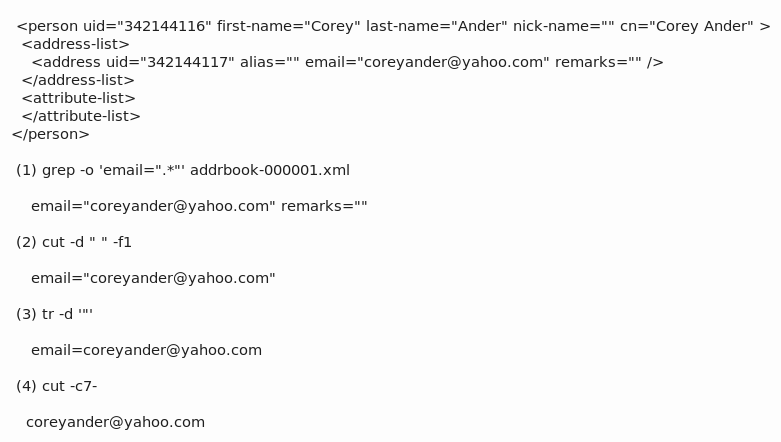 <person uid="342144116" first-name="Corey" last-name="Ander" nick-name="" cn="Corey Ander" >
<address-list>
<address uid="342144117" alias="" email="coreyander@yahoo.com" remarks="" />
</address-list>
<attribute-list>
</attribute-list>
</person>
(1) grep -o 'email=".*"' addrbook-000001.xml
email="coreyander@yahoo.com" remarks=""
(2) cut -d " " -f1
email="coreyander@yahoo.com"
(3) tr -d '"'
email=coreyander@yahoo.com
(4) cut -c7-
coreyander@yahoo.com